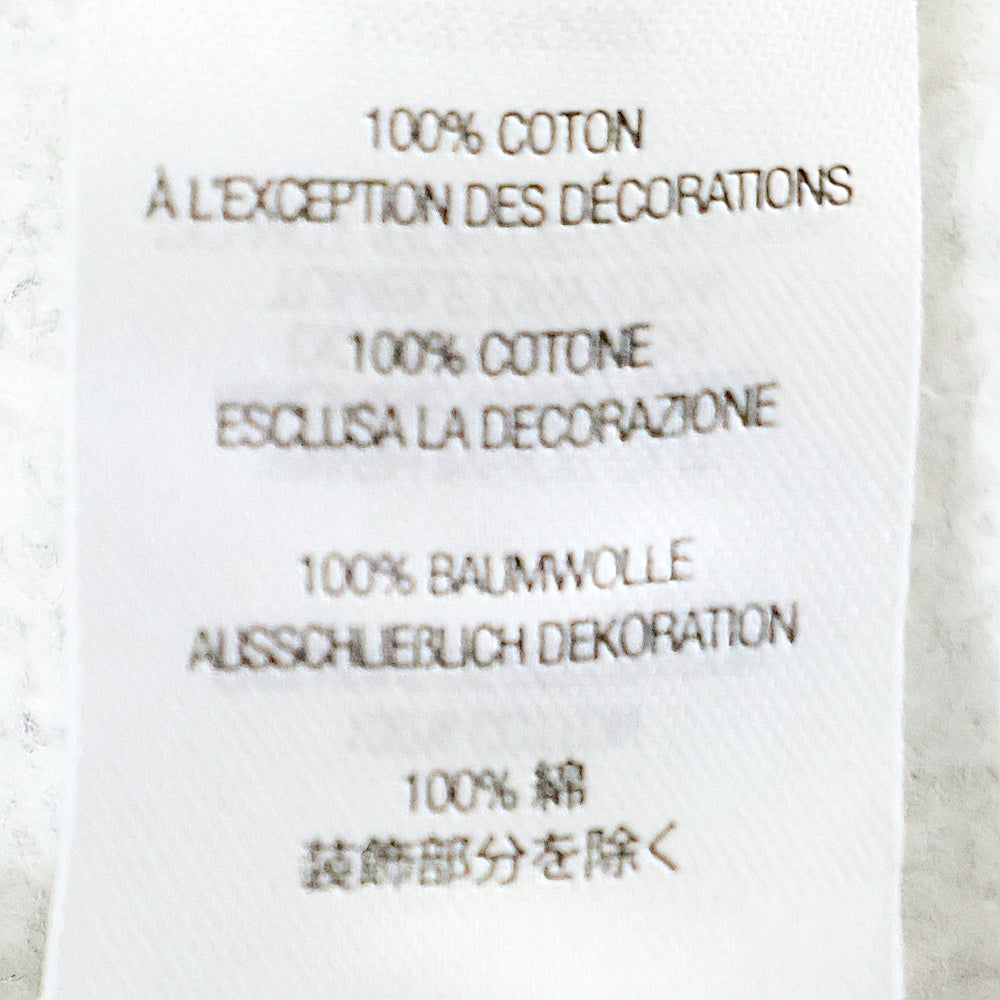 100% COTON
À L'EXCEPTION DES DÉCORATIONS
100% COTONE
ESCLUSA LA DECORAZIONE
100% BAUMWOLLE
AUSSCHLIEßLICH DEKORATION
100% 綿
装飾部分を除く